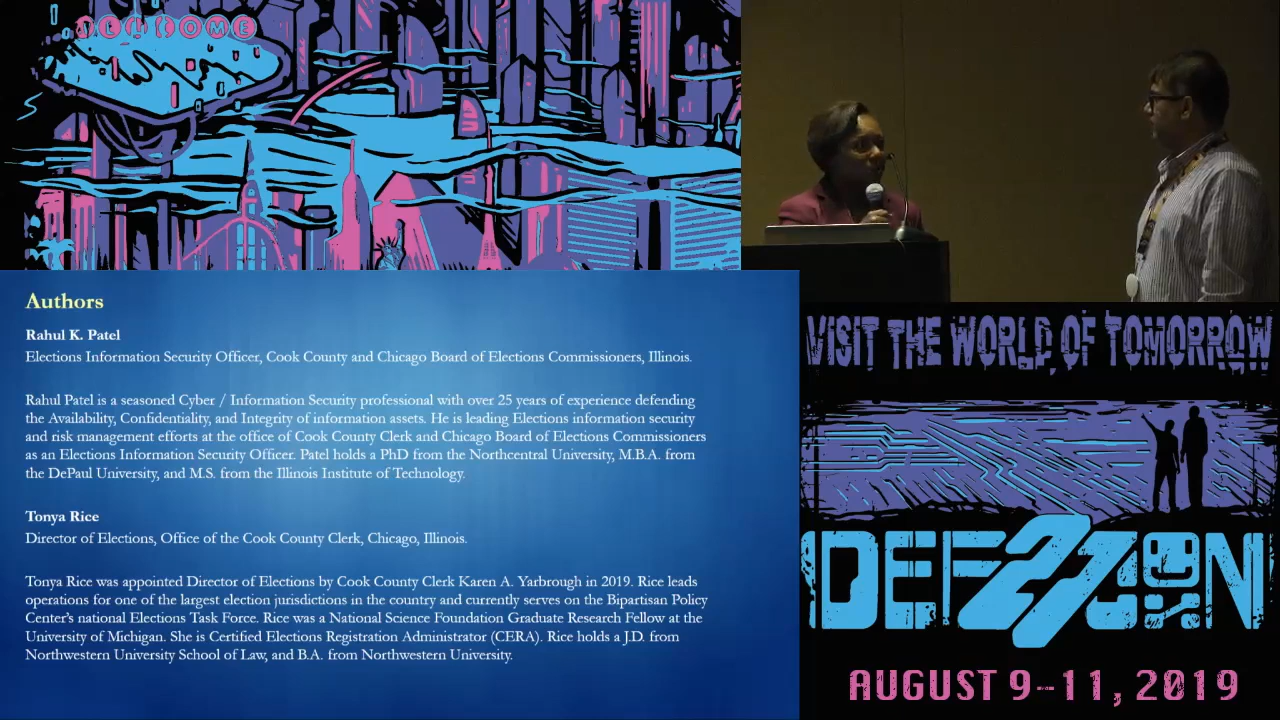 WELCOME
Authors
Rahul K. Patel
Elections Information Security Officer, Cook County and Chicago Board of Elections Commissioners, Illinois.
Rahul Patel is a seasoned Cyber / Information Security professional with over 25 years of experience defending
the Availability, Confidentiality, and Integrity of information assets. He is leading Elections information security
and risk management efforts at the office of Cook County Clerk and Chicago Board of Elections Commissioners
as an Elections Information Security Officer. Patel holds a PhD from the Northcentral University, M.B.A. from
the DePaul University, and M.S. from the Illinois Institute of Technology.
Tonya Rice
Director of Elections, Office of the Cook County Clerk, Chicago, Illinois.
Tonya Rice was appointed Director of Elections by Cook County Clerk Karen A. Yarbrough in 2019. Rice leads
operations for one of the largest election jurisdictions in the country and currently serves on the Bipartisan Policy
Center's national Elections Task Force. Rice was a National Science Foundation Graduate Research Fellow at the
University of Michigan. She is Certified Elections Registration Administrator (CERA). Rice holds a J.D. from
Northwestern University School of Law, and B.A. from Northwestern University.
VISIT THE WORLD OF TOMORROW
DEF 27 CON
AUGUST 9-11, 2019